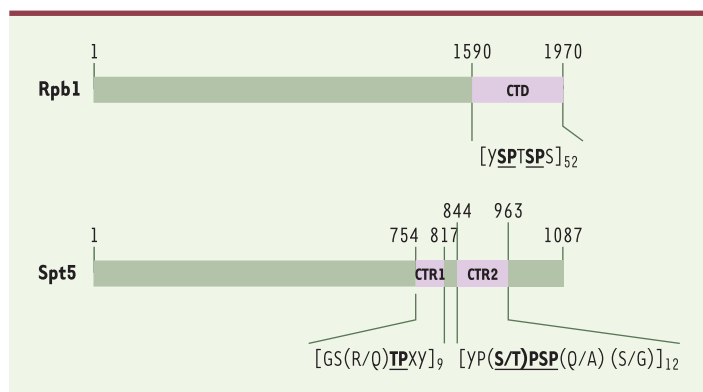 1 1590 1970
Rpb1 CTD
[YSPTSPS]52
844 963
1 754 817 1087
Spt5 CTR1 CTR2
[GS(R/Q)TPXY]9 [YP(S/T)PSP(Q/A) (S/G)]12